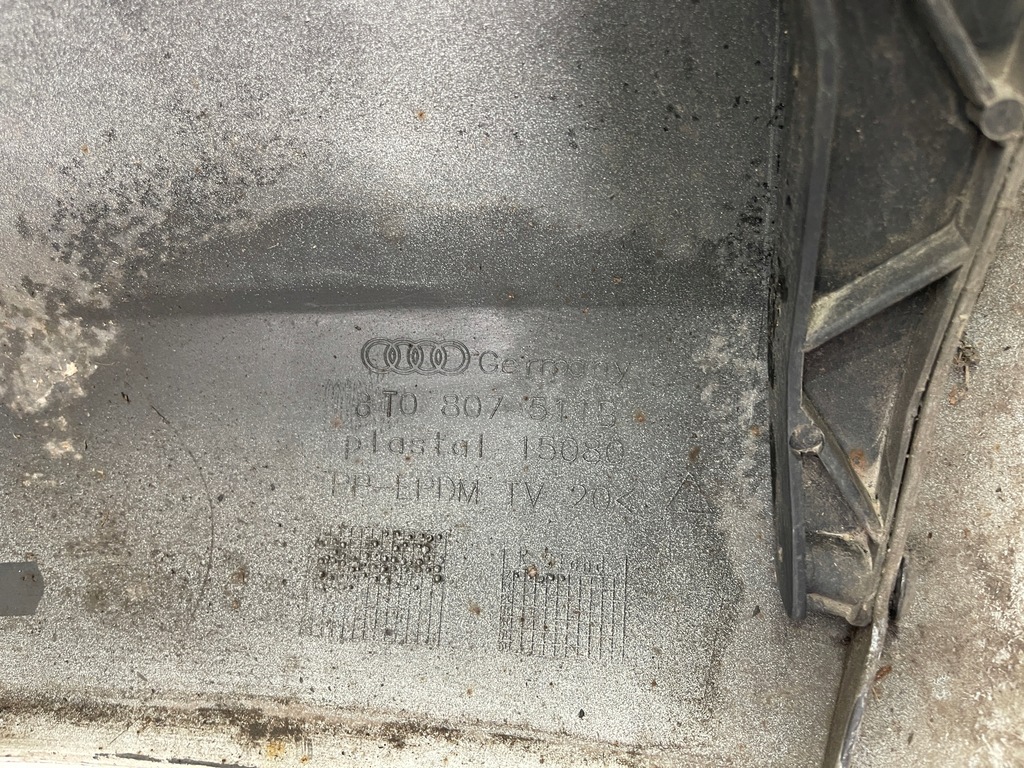 Germany
8T0 807 511 B
plastal 15080
PP-EPDM TV 20